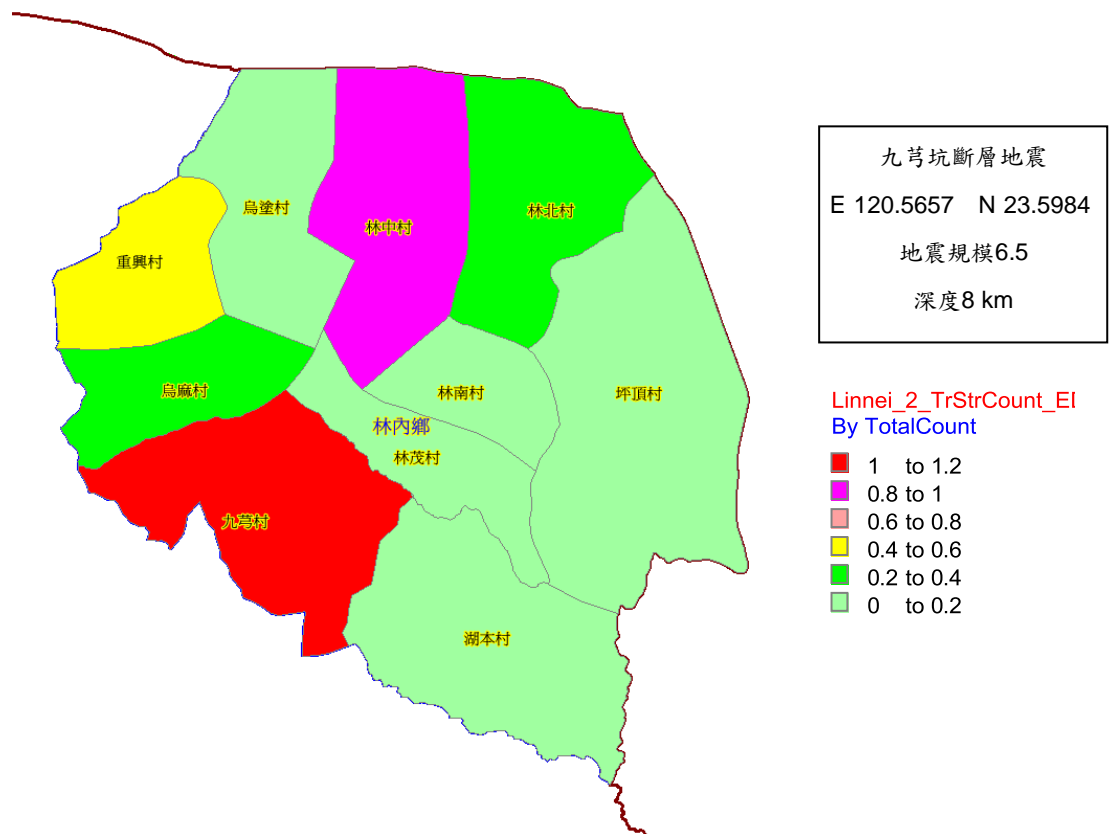 九芎坑斷層地震
E 120.5657 N 23.5984
地震規模6.5
深度8 km
烏塗村
林北村
林中村
重興村
烏麻村
林南村
坪頂村
林內鄉
林茂村
九芎村
湖本村
Linnei_2_TrStrCount_EI
By TotalCount
1 to 1.2
0.8 to 1
0.6 to 0.8
0.4 to 0.6
0.2 to 0.4
0 to 0.2